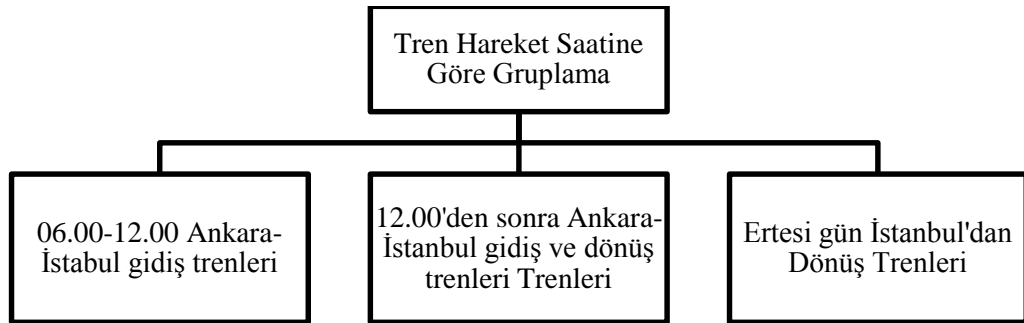 Tren Hareket Saatine
Göre Gruplama
06.00-12.00 Ankara-
İstabul gidiş trenleri
12.00'den sonra Ankara-
İstanbul gidiş ve dönüş
trenleri Trenleri
Ertesi gün İstanbul'dan
Dönüş Trenleri